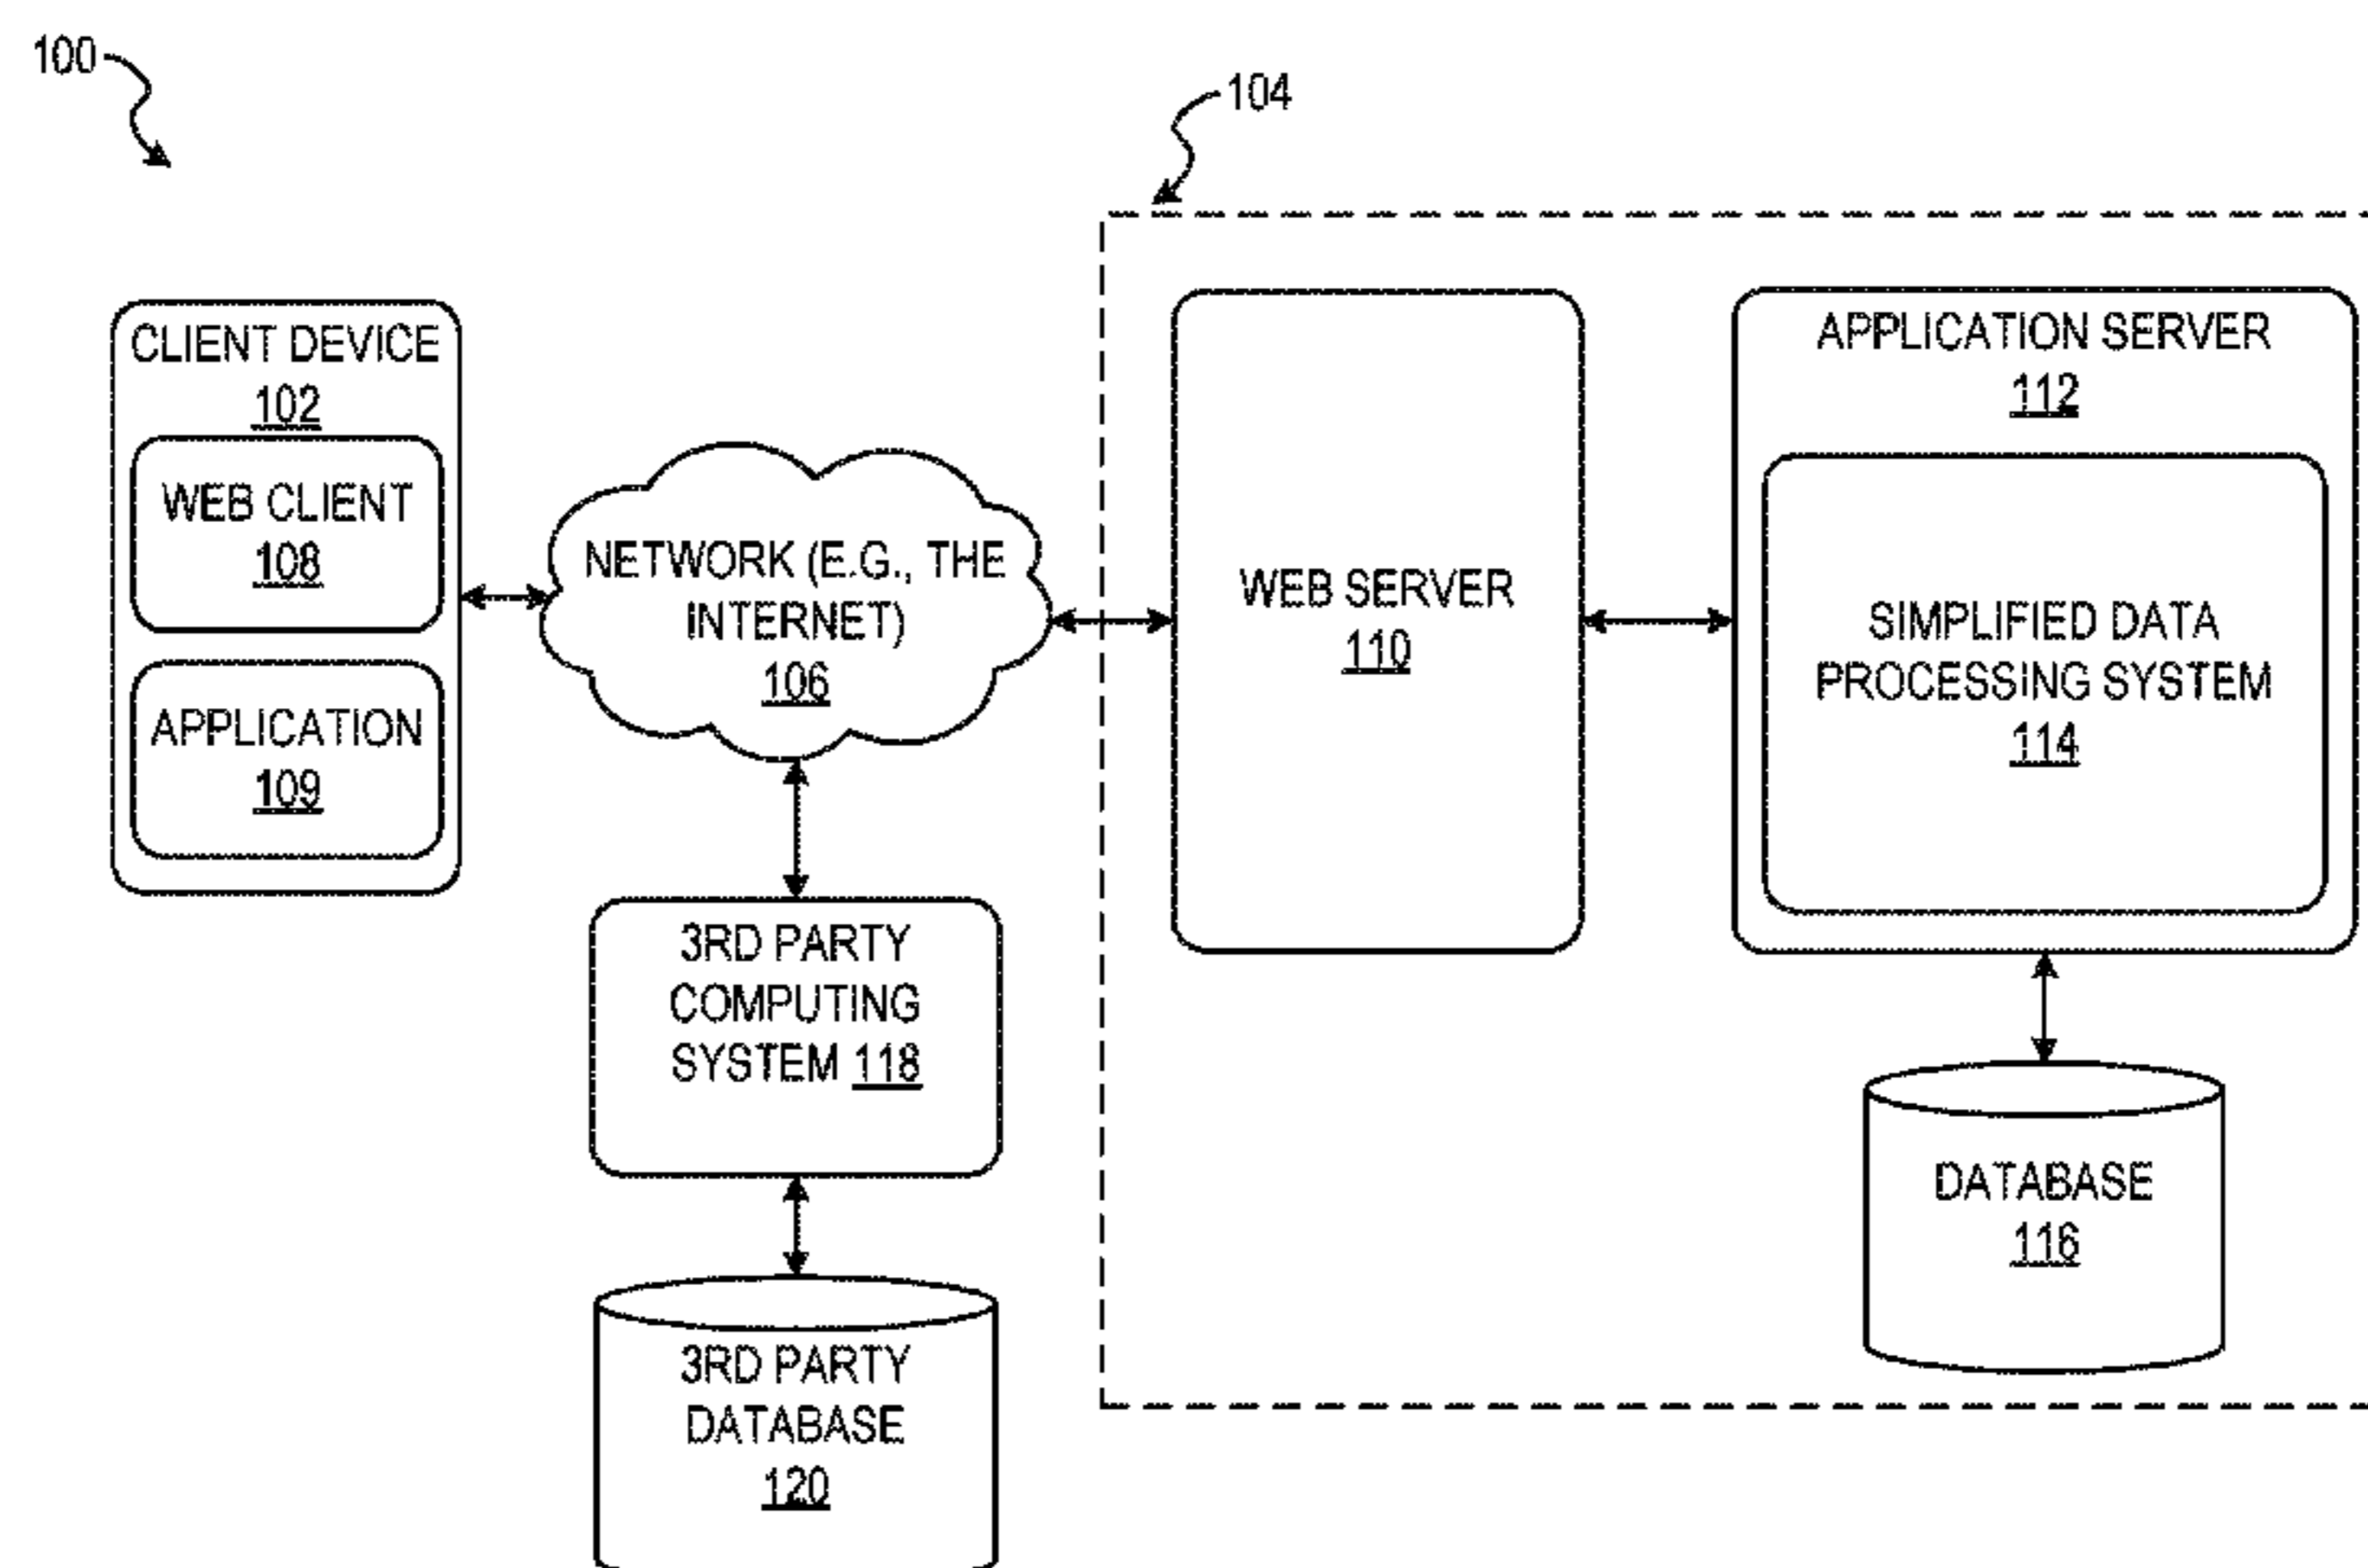 100
104
CLIENT DEVICE
102
WEB CLIENT
108
APPLICATION
109
NETWORK (E.G., THE
INTERNET)
106
3RD PARTY
COMPUTING
SYSTEM 118
3RD PARTY
DATABASE
120
WEB SERVER
110
APPLICATION SERVER
112
SIMPLIFIED DATA
PROCESSING SYSTEM
114
DATABASE
116